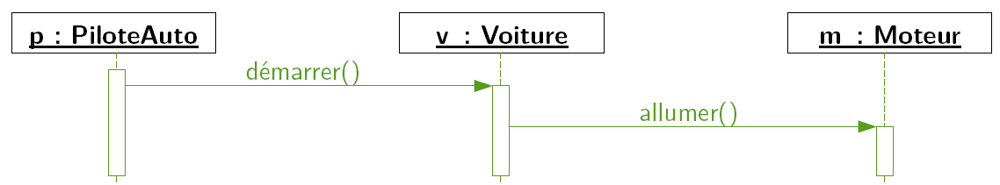 p : PiloteAuto
v : Voiture
m : Moteur
démarrer()
allumer()